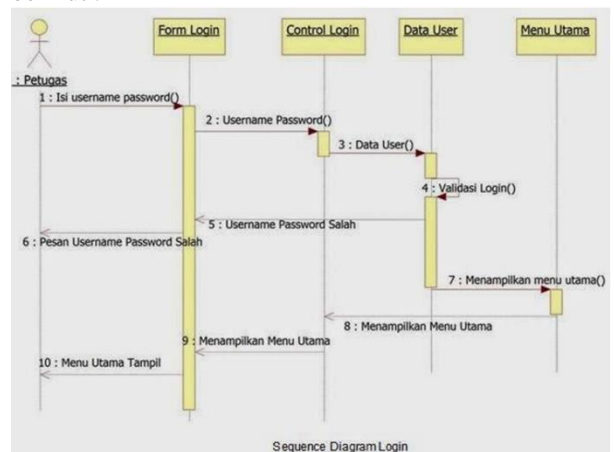 Form Login
Control Login
Data User
Menu Utama
: Petugas
1 : Isi username password()
2 : Username Password()
3 : Data User()
4 : Validasi Login()
5 : Username Password Salah
6 : Pesan Username Password Salah
7 : Menampilkan menu utama()
8 : Menampilkan Menu Utama
9 : Menampilkan Menu Utama
10 : Menu Utama Tampil
Sequence Diagram Login